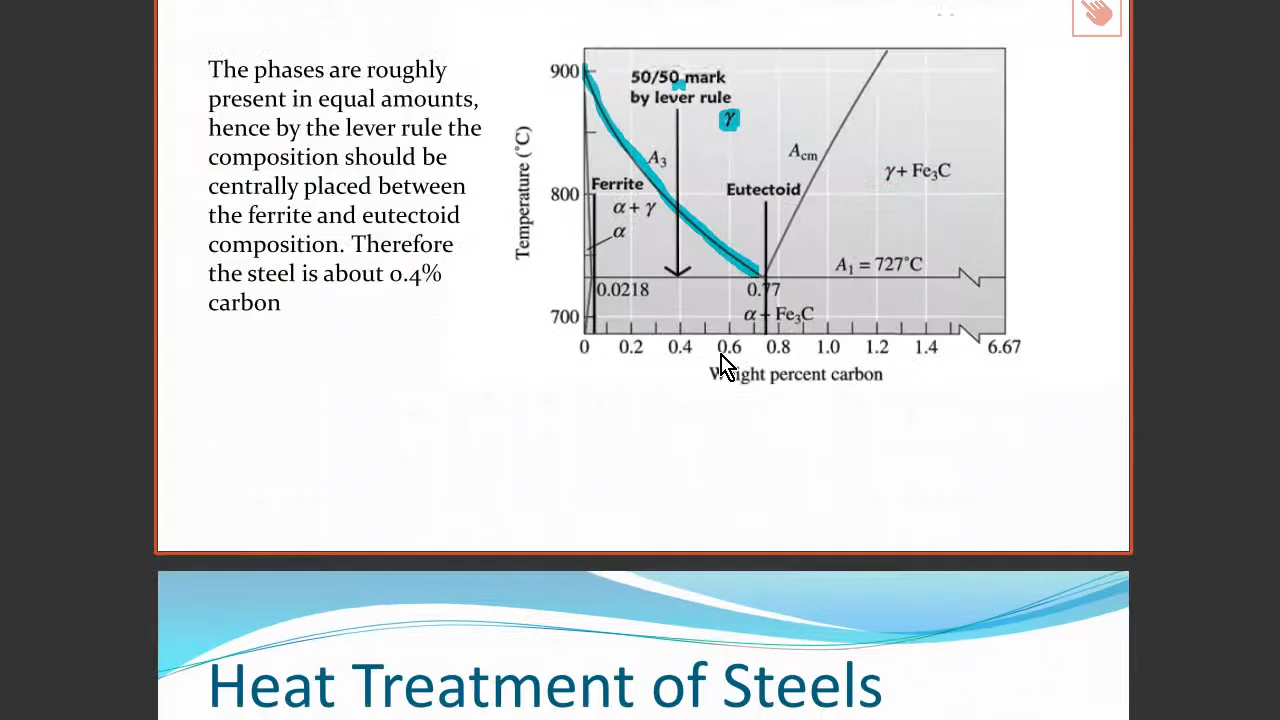 The phases are roughly
present in equal amounts,
hence by the lever rule the
composition should be
centrally placed between
the ferrite and eutectoid
composition. Therefore
the steel is about 0.4%
carbon
900
800
700
Temperature (°C)
50/50 mark
by lever rule
γ
A3
Acm
γ + Fe3C
Ferrite
Eutectoid
α + γ
α
A1 = 727°C
0.0218
0.77
α + Fe3C
0 0.2 0.4 0.6 0.8 1.0 1.2 1.4 6.67
Weight percent carbon
Heat Treatment of Steels